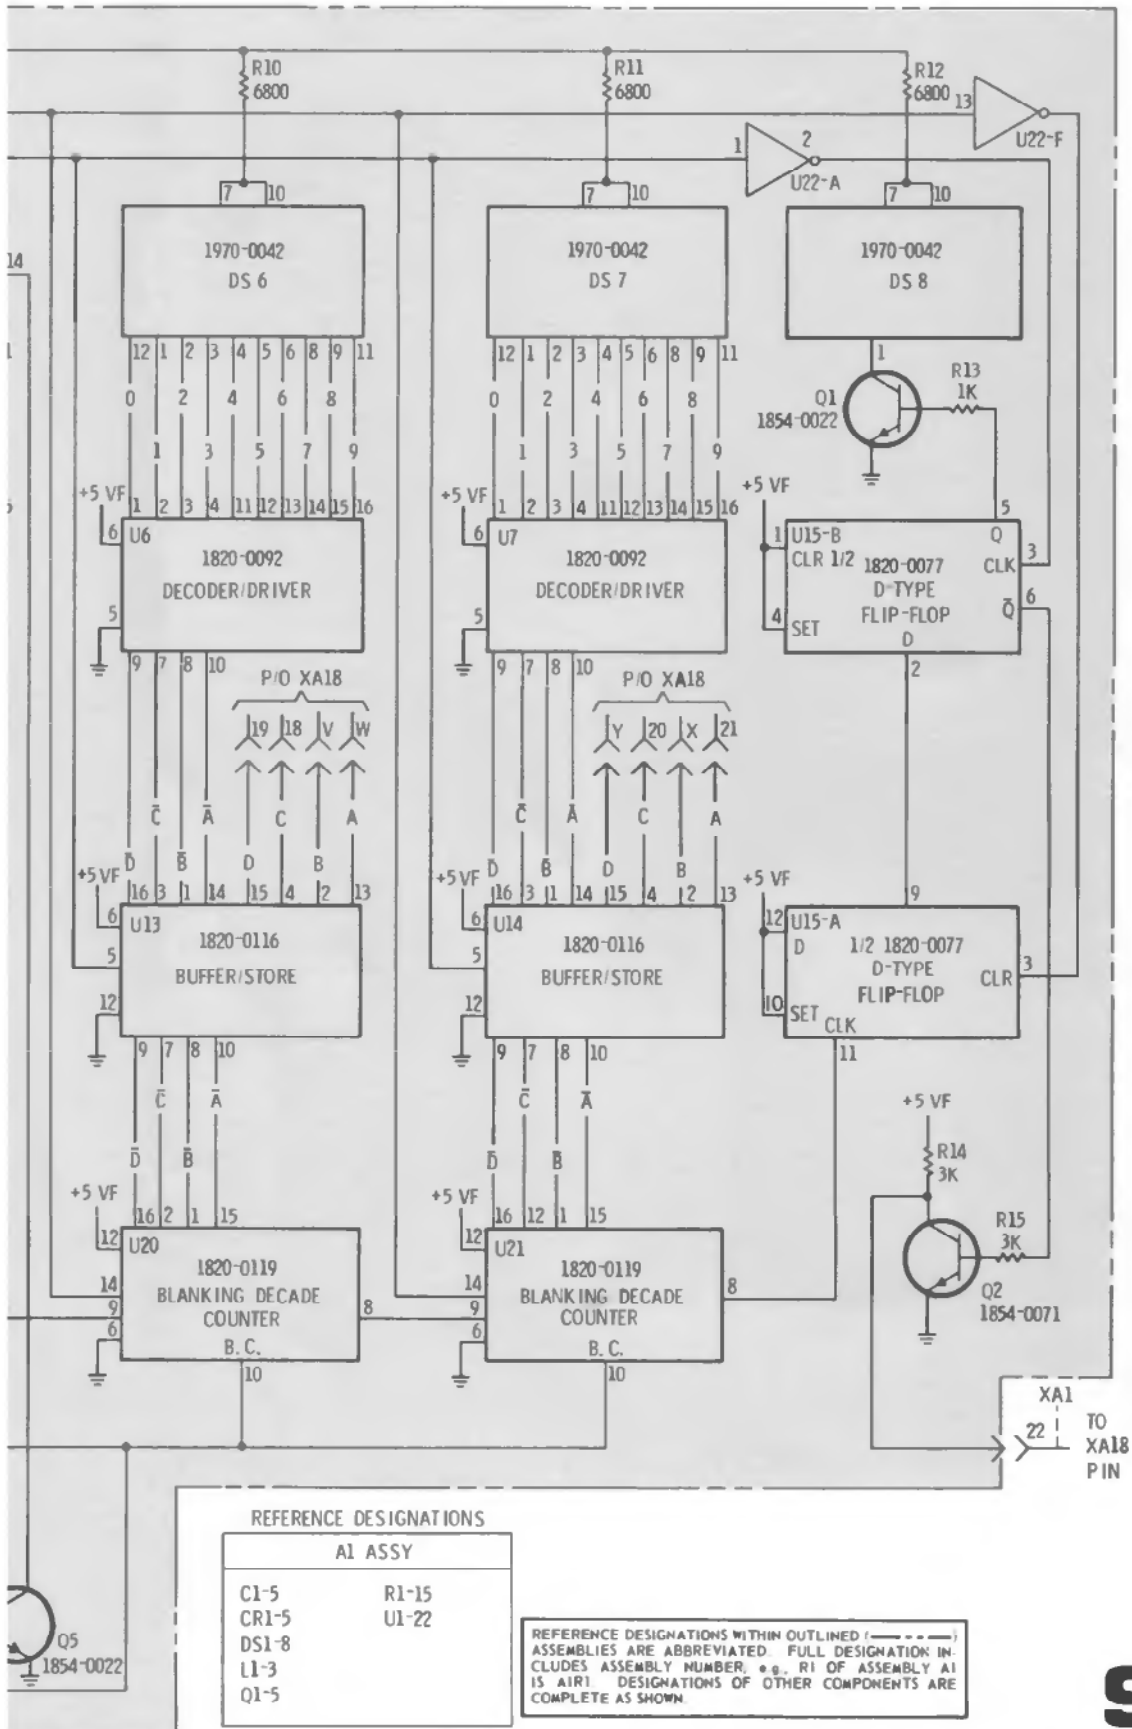 R10
6800
R11
6800
R12
6800
13
U22-F
1
2
U22-A
7 10
7 10
7 10
1970-0042
DS 6
1970-0042
DS 7
1970-0042
DS 8
14
12 1 2 3 4 5 6 8 9 11
12 1 2 3 4 5 6 8 9 11
1
0 2 4 6 8
0 2 4 6 8
1 3 5 7 9
1 3 5 7 9
Q1
1854-0022
R13
1K
+5 VF
+5 VF
+5 VF
1 2 3 4 11 12 13 14 15 16
1 2 3 4 11 12 13 14 15 16
5
6
U6
1820-0092
DECODER/DRIVER
5
6
U7
1820-0092
DECODER/DRIVER
5
1
U15-B
Q
CLR 1/2
1820-0077
CLK
3
D-TYPE
FLIP-FLOP
Q̄
6
4
SET
D
2
9 7 8 10
9 7 8 10
P/O XA18
P/O XA18
19 18 V W
Y 20 X 21
C̄ Ā C A
C̄ Ā C A
D̄ B̄ D B
D̄ B̄ D B
+5 VF
+5 VF
+5 VF
16 3 1 14 15 4 2 13
16 3 1 14 15 4 2 13
9
6
U13
1820-0116
BUFFER/STORE
5
12
6
U14
1820-0116
BUFFER/STORE
5
12
12
U15-A
D
1/2 1820-0077
D-TYPE
FLIP-FLOP
CLR
3
10
SET
CLK
11
9 7 8 10
9 7 8 10
C̄ Ā
C̄ Ā
D̄ B̄
D̄ B̄
+5 VF
+5 VF
+5 VF
R14
3K
R15
3K
Q2
1854-0071
16 2 1 15
16 12 1 15
12
U20
1820-0119
BLANKING DECADE
COUNTER
B.C.
14
9
6
8
10
12
U21
1820-0119
BLANKING DECADE
COUNTER
B.C.
14
9
6
8
10
XA1
22
TO
XA18
PIN
REFERENCE DESIGNATIONS
A1 ASSY
C1-5 R1-15
CR1-5 U1-22
DS1-8
L1-3
Q1-5
Q5
1854-0022
REFERENCE DESIGNATIONS WITHIN OUTLINED ( )
ASSEMBLIES ARE ABBREVIATED. FULL DESIGNATION IN-
CLUDES ASSEMBLY NUMBER, e.g., R1 OF ASSEMBLY A1
IS A1R1. DESIGNATIONS OF OTHER COMPONENTS ARE
COMPLETE AS SHOWN.